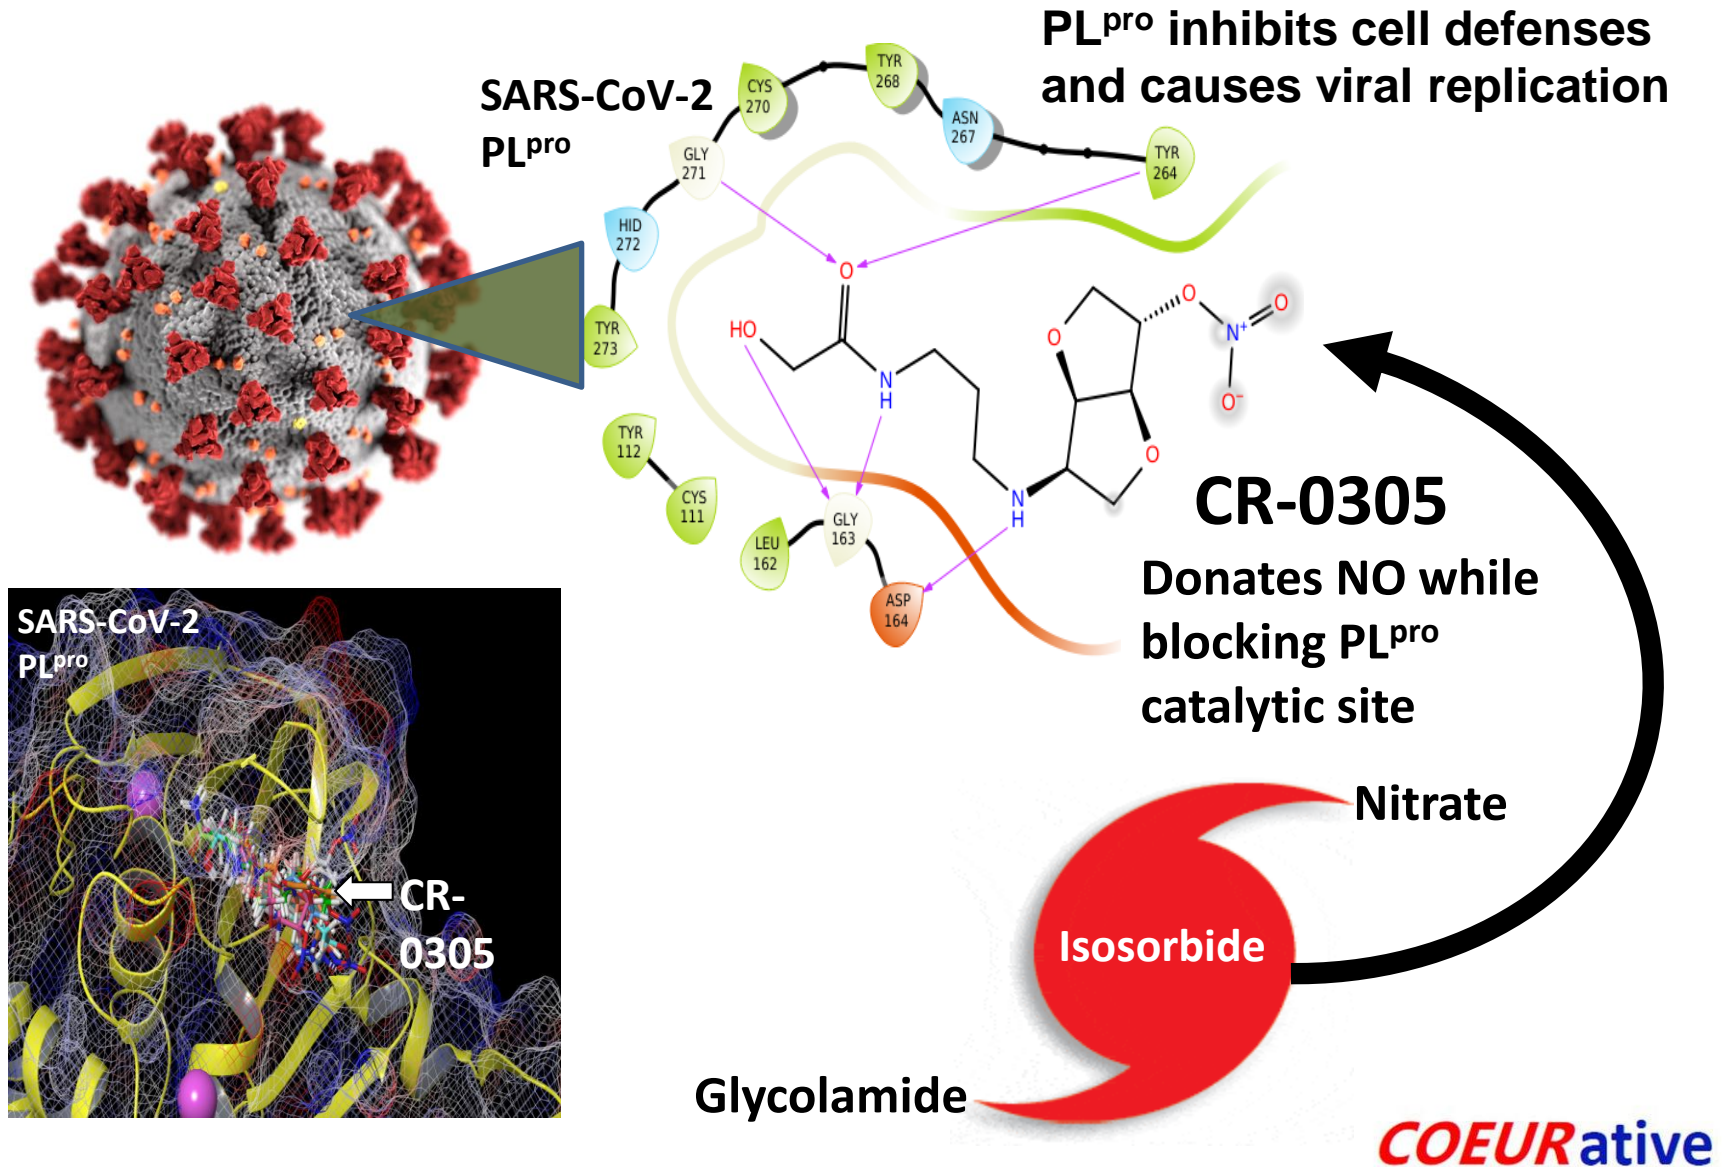 PLpro inhibits cell defenses
and causes viral replication
SARS-CoV-2
PLpro
CYS
270
TYR
268
ASN
267
TYR
264
GLY
271
HID
272
TYR
273
TYR
112
CYS
111
LEU
162
GLY
163
ASP
164
O
HO
N
H
N
H
O
O
O
N+
O
O-
CR-0305
Donates NO while
blocking PLpro
catalytic site
SARS-CoV-2
PLpro
CR-
0305
Nitrate
Isosorbide
Glycolamide
COEURative